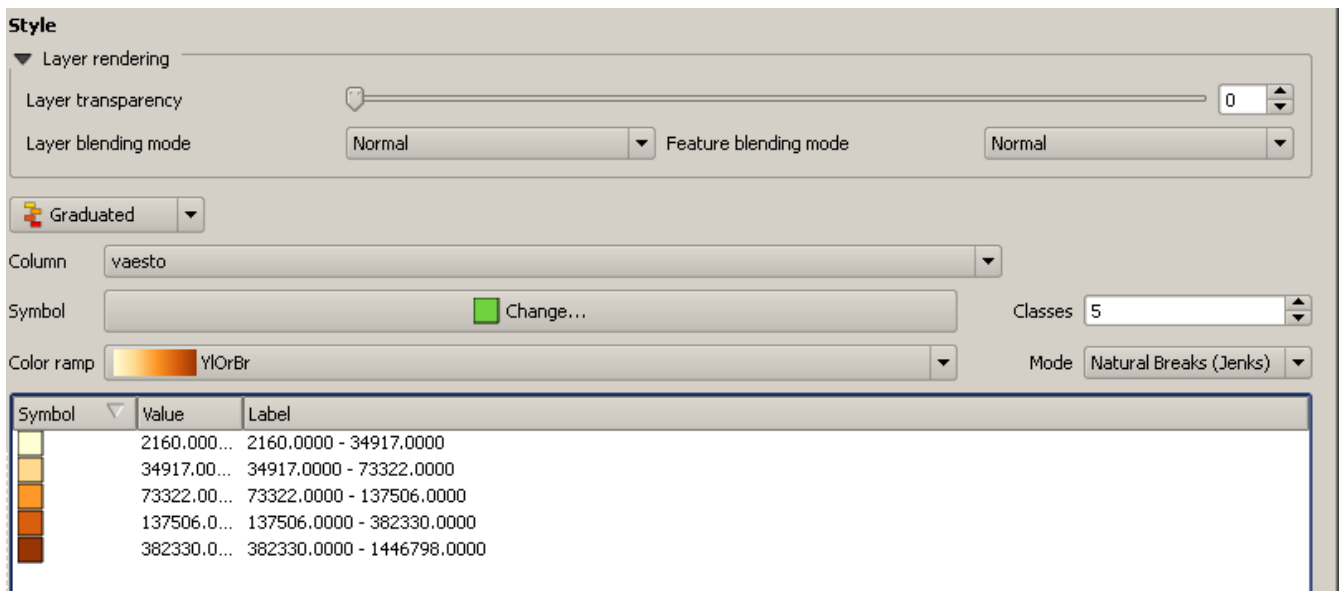 Style
Layer rendering
Layer transparency 0
Layer blending mode Normal Feature blending mode Normal
Graduated
Column vaesto
Symbol Change... Classes 5
Color ramp YlOrBr Mode Natural Breaks (Jenks)
Symbol Value Label
2160.000... 2160.0000 - 34917.0000
34917.00... 34917.0000 - 73322.0000
73322.00... 73322.0000 - 137506.0000
137506.0... 137506.0000 - 382330.0000
382330.0... 382330.0000 - 1446798.0000